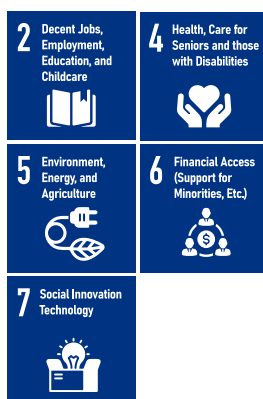 2
Decent Jobs,
Employment,
Education, and
Childcare
4
Health, Care for
Seniors and those
with Disabilities
5
Environment,
Energy, and
Agriculture
6
Financial Access
(Support for
Minorities, Etc.)
$
7
Social Innovation
Technology